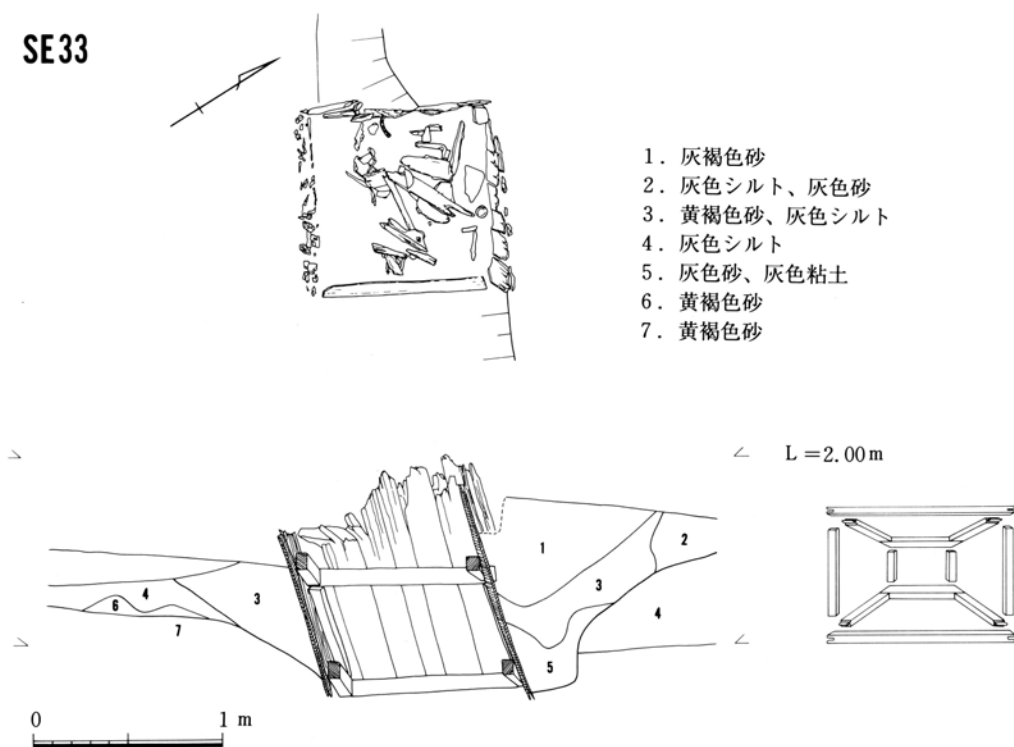 SE33
1. 灰褐色砂
2. 灰色シルト、灰色砂
3. 黄褐色砂、灰色シルト
4. 灰色シルト
5. 灰色砂、灰色粘土
6. 黄褐色砂
7. 黄褐色砂
L=2.00m
1
2
3
4
3
4
6
7
5
0 1 m